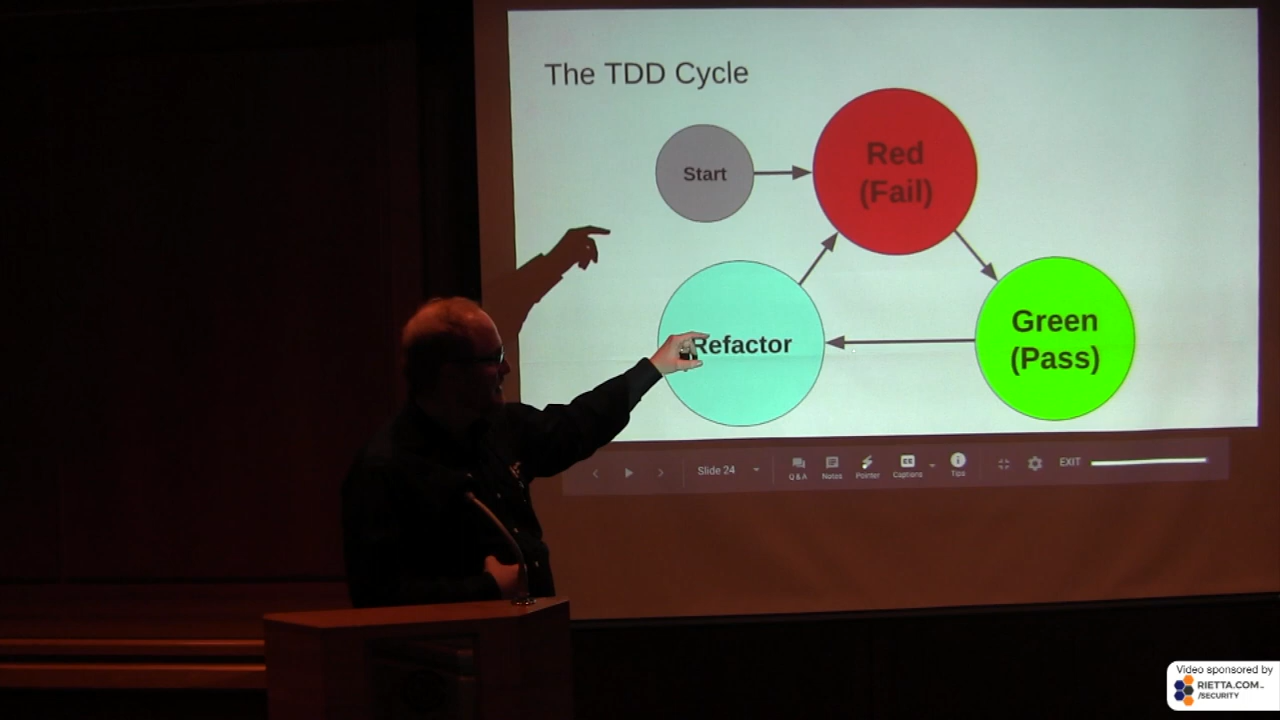 The TDD Cycle
Start
Red
(Fail)
Refactor
Green
(Pass)
Slide 24
Q&A
Notes
Pointer
Captions
Tips
EXIT
Video sponsored by
RIETTA.COM
/SECURITY